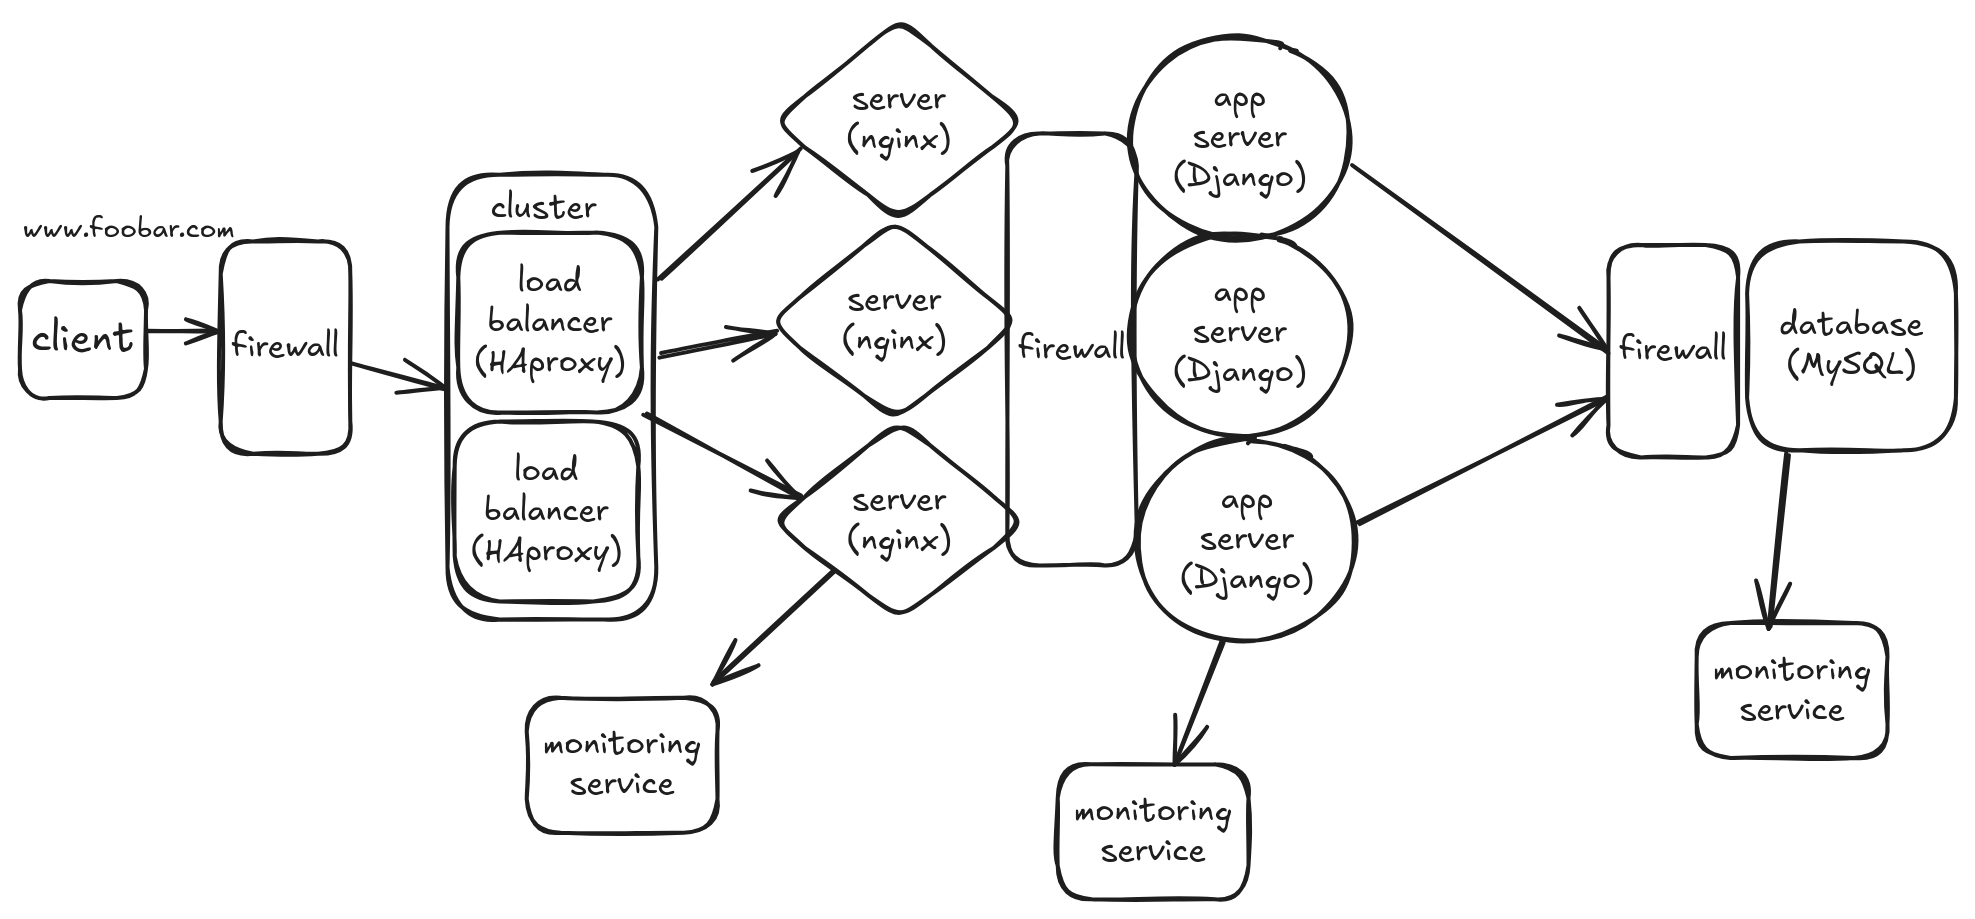 www.foobar.com
client
firewall
cluster
load
balancer
(HAproxy)
load
balancer
(HAproxy)
server
(nginx)
server
(nginx)
server
(nginx)
firewall
app
server
(Django)
app
server
(Django)
app
server
(Django)
firewall
database
(MySQL)
monitoring
service
monitoring
service
monitoring
service